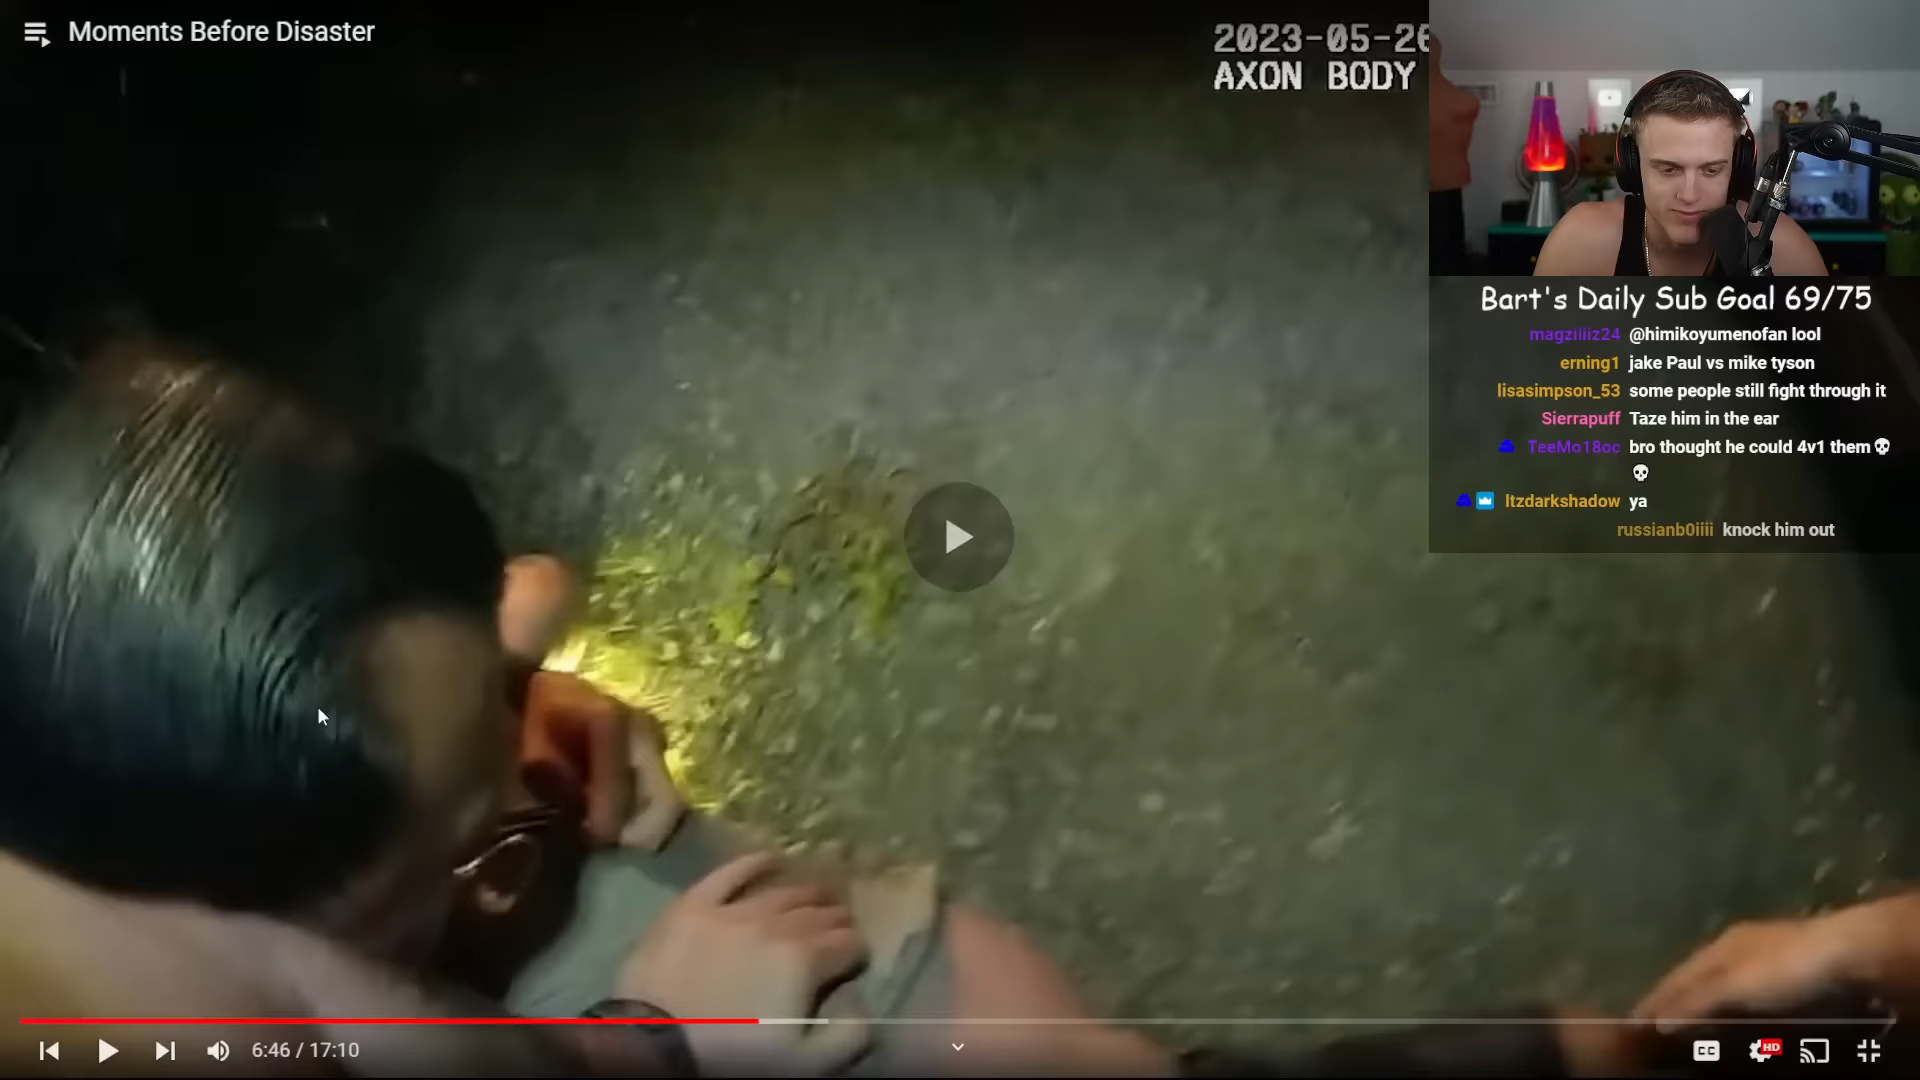 Moments Before Disaster
2023-05-26
AXON BODY
Bart's Daily Sub Goal 69/75
magziiiiz24 @himikoyumenofan lool
erning1 jake Paul vs mike tyson
lisasimpson_53 some people still fight through it
Sierrapuff Taze him in the ear
TeeMo18oc bro thought he could 4v1 them💀
💀
Itzdarkshadow ya
russianb0iiii knock him out
6:46 / 17:10
CC
HD